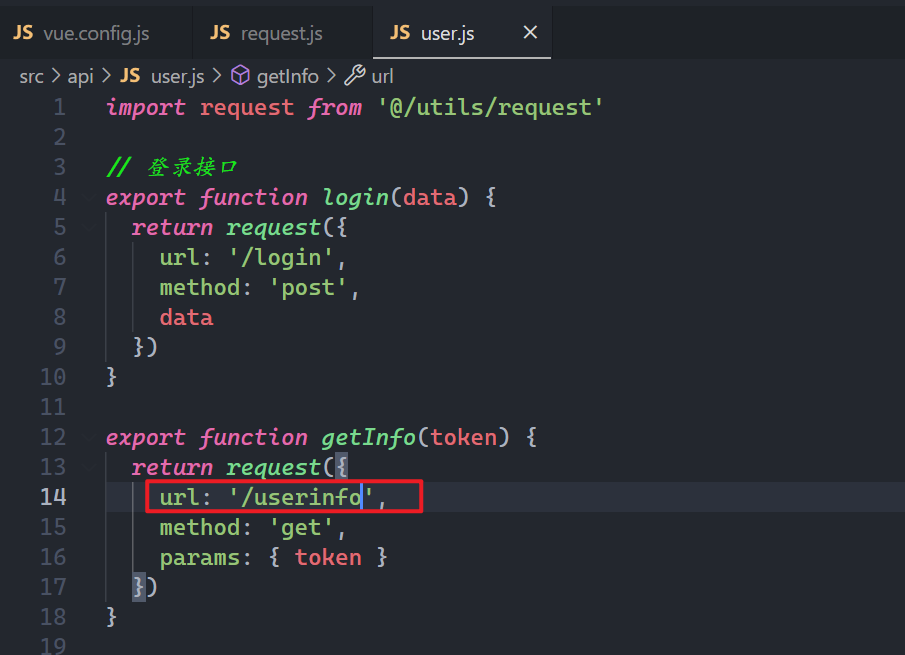 JS vue.config.js JS request.js JS user.js ×
src > api > JS user.js > getInfo > url
1 import request from '@/utils/request'
2
3 // 登录接口
4 export function login(data) {
5 return request({
6 url: '/login',
7 method: 'post',
8 data
9 })
10 }
11
12 export function getInfo(token) {
13 return request({
14 url: '/userinfo',
15 method: 'get',
16 params: { token }
17 })
18 }
19